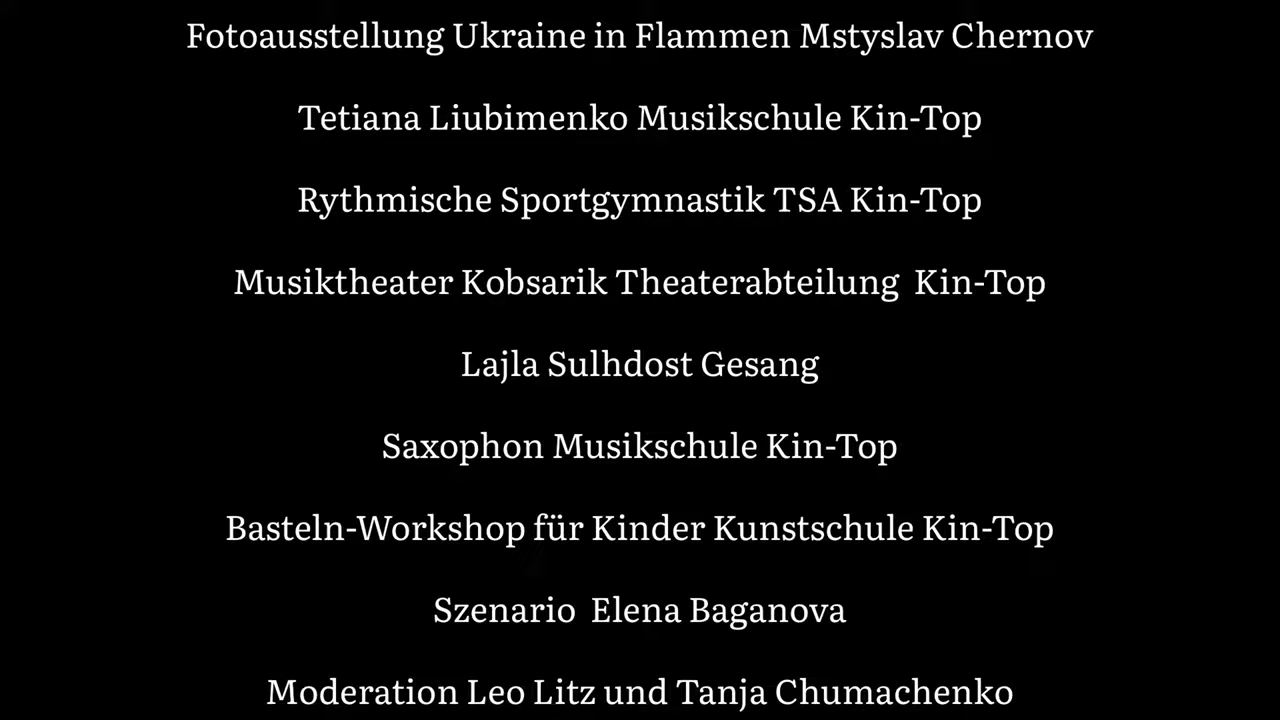 Fotoausstellung Ukraine in Flammen Mstyslav Chernov
Tetiana Liubimenko Musikschule Kin-Top
Rythmische Sportgymnastik TSA Kin-Top
Musiktheater Kobsarik Theaterabteilung  Kin-Top
Lajla Sulhdost Gesang
Saxophon Musikschule Kin-Top
Basteln-Workshop für Kinder Kunstschule Kin-Top
Szenario  Elena Baganova
Moderation Leo Litz und Tanja Chumachenko